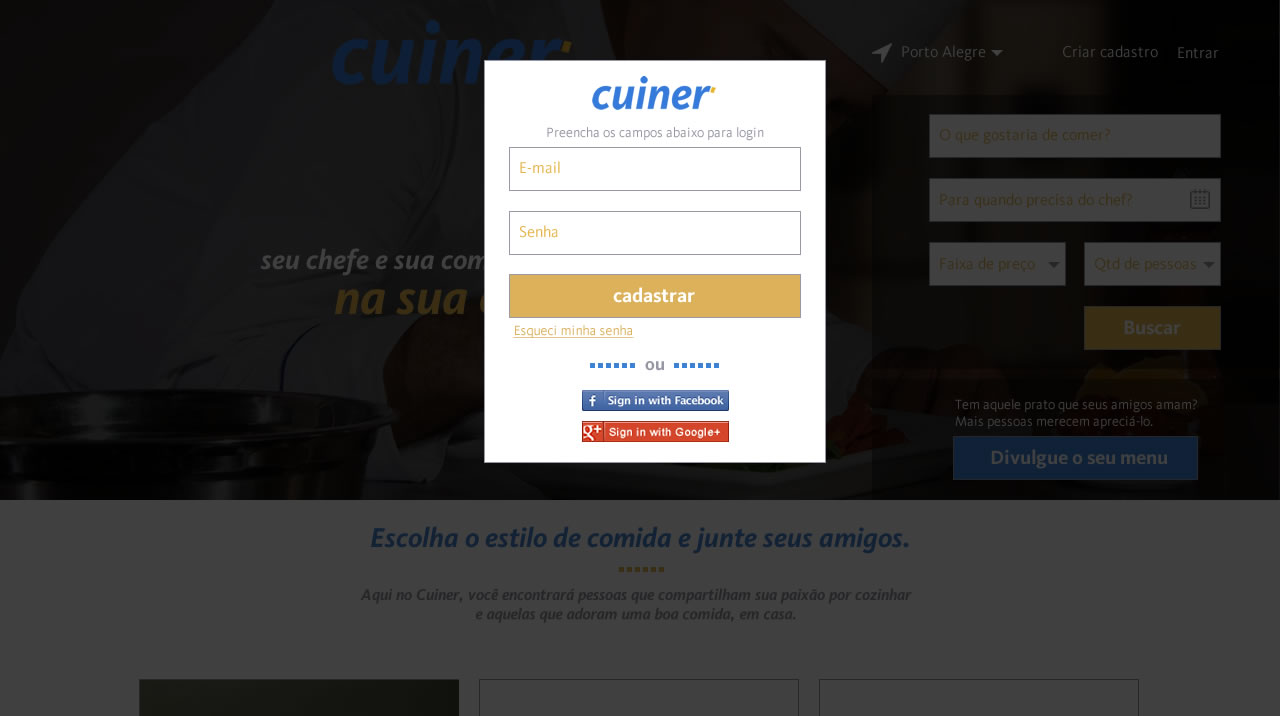 cuiner
Porto Alegre
Criar cadastro
Entrar
seu chefe e sua com
na sua
cuiner
Preencha os campos abaixo para login
E-mail
Senha
cadastrar
Esqueci minha senha
ou
Sign in with Facebook
g+ Sign in with Google+
O que gostaria de comer?
Para quando precisa do chef?
Faixa de preço
Qtd de pessoas
Buscar
Tem aquele prato que seus amigos amam?
Mais pessoas merecem apreciá-lo.
Divulgue o seu menu
Escolha o estilo de comida e junte seus amigos.
Aqui no Cuiner, você encontrará pessoas que compartilham sua paixão por cozinhar
e aquelas que adoram uma boa comida, em casa.